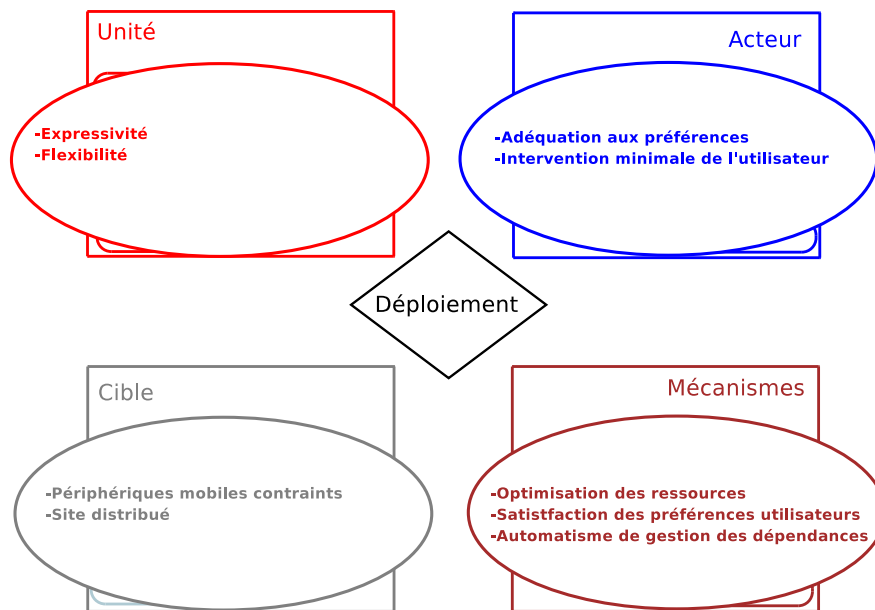 Unité
-Expressivité
-Flexibilité
Acteur
-Adéquation aux préférences
-Intervention minimale de l'utilisateur
Déploiement
Cible
-Périphériques mobiles contraints
-Site distribué
Mécanismes
-Optimisation des ressources
-Satistfaction des préférences utilisateurs
-Automatisme de gestion des dépendances